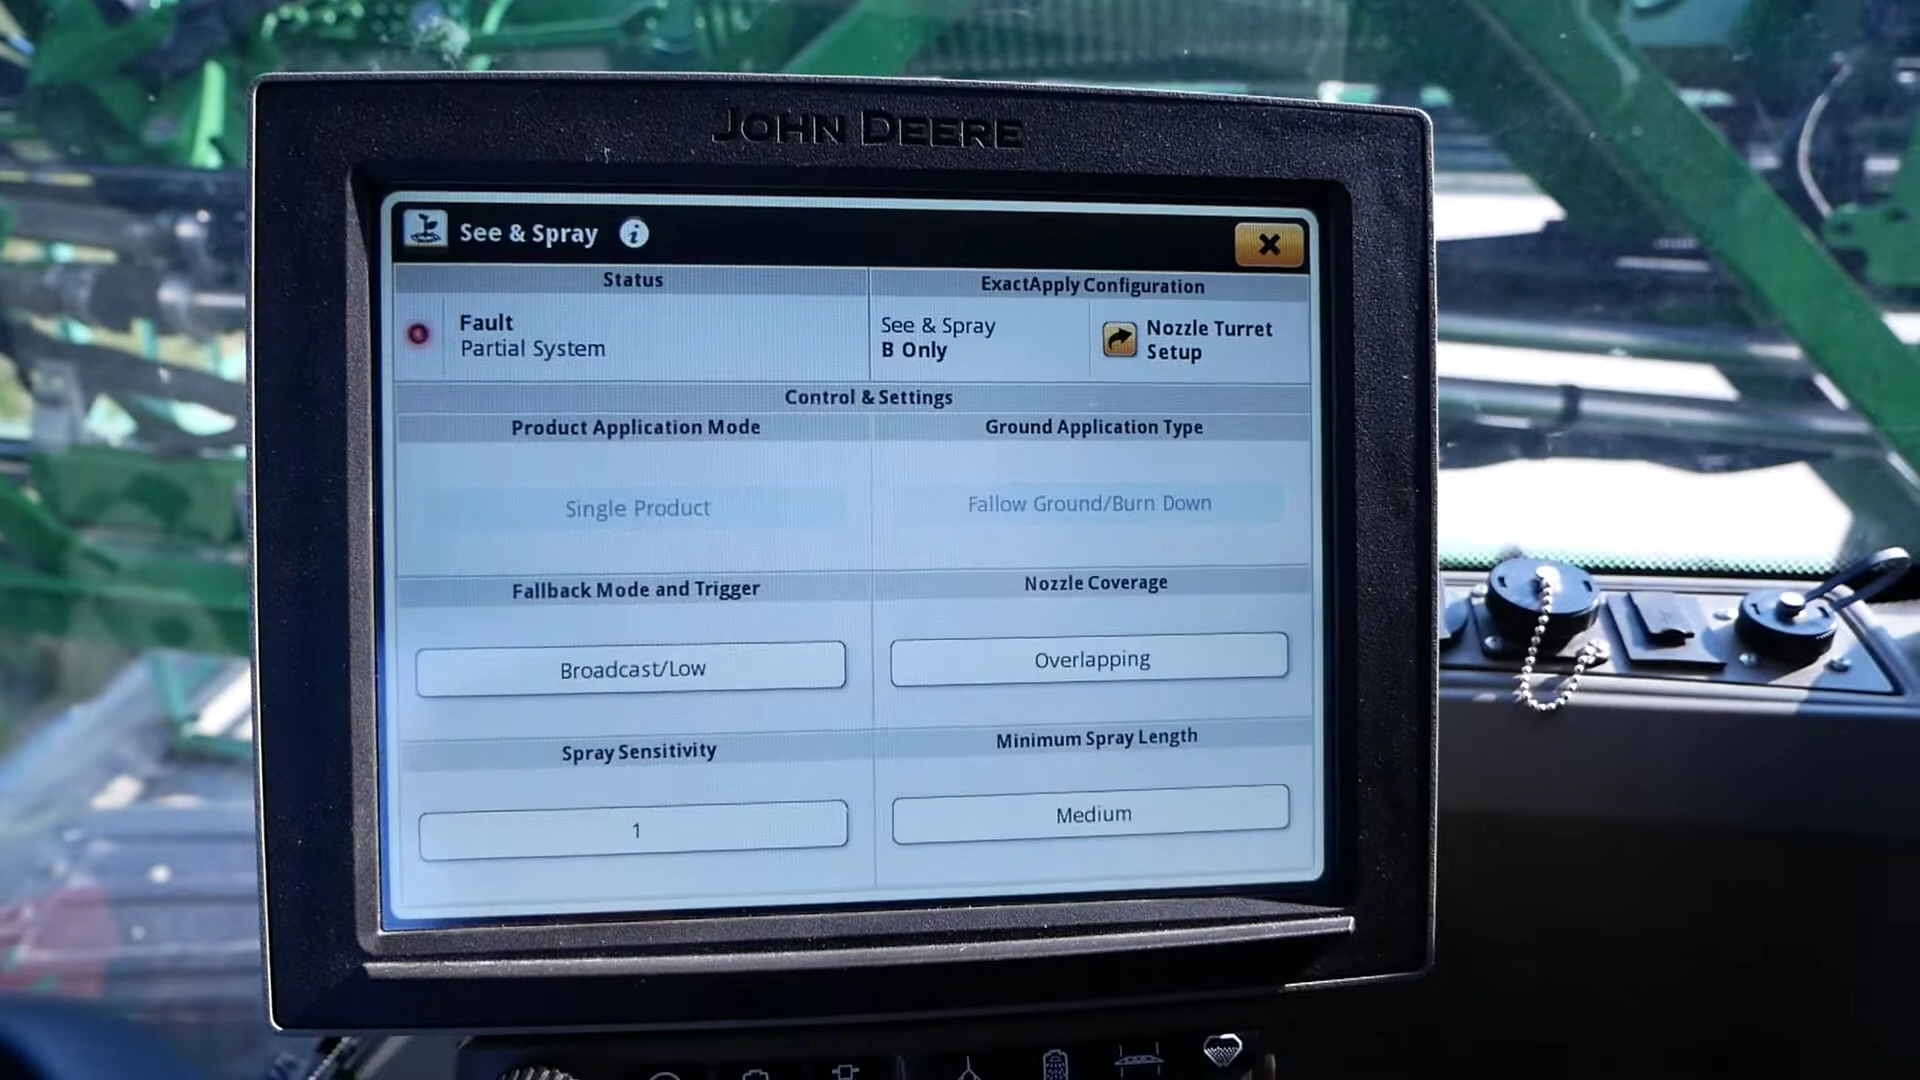 JOHN DEERE
See & Spray
Status
Fault
Partial System
ExactApply Configuration
See & Spray
B Only
Nozzle Turret
Setup
Control & Settings
Product Application Mode
Single Product
Ground Application Type
Fallow Ground/Burn Down
Fallback Mode and Trigger
Broadcast/Low
Nozzle Coverage
Overlapping
Spray Sensitivity
1
Minimum Spray Length
Medium